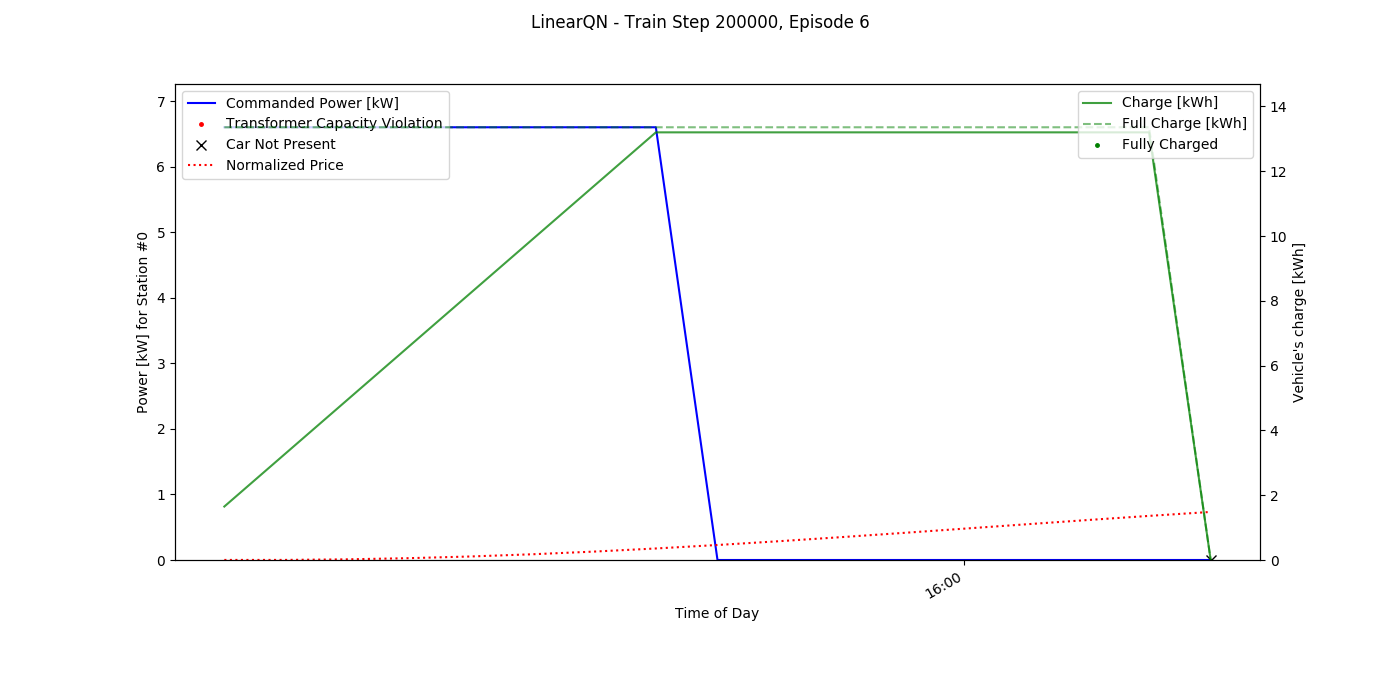 LinearQN - Train Step 200000, Episode 6
Commanded Power [kW]
Transformer Capacity Violation
Car Not Present
Normalized Price
Charge [kWh]
Full Charge [kWh]
Fully Charged
7
6
5
4
3
2
1
0
Power [kW] for Station #0
14
12
10
8
6
4
2
0
Vehicle's charge [kWh]
16:00
Time of Day